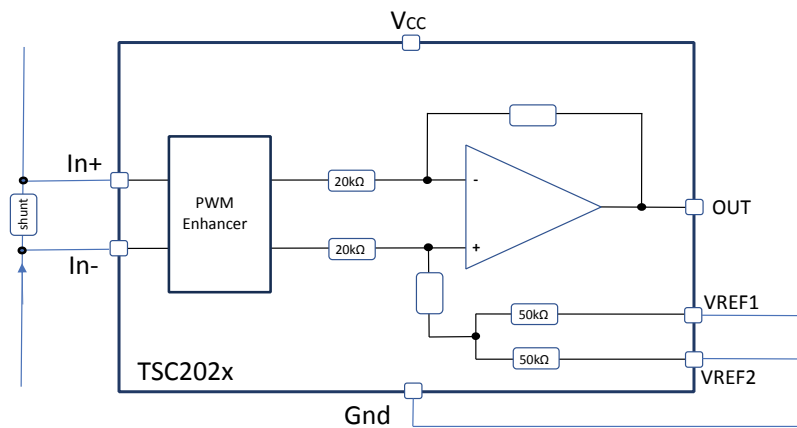 Vcc
In+
shunt
In-
PWM
Enhancer
20kΩ
20kΩ
-
+
OUT
50kΩ
50kΩ
VREF1
VREF2
TSC202x
Gnd